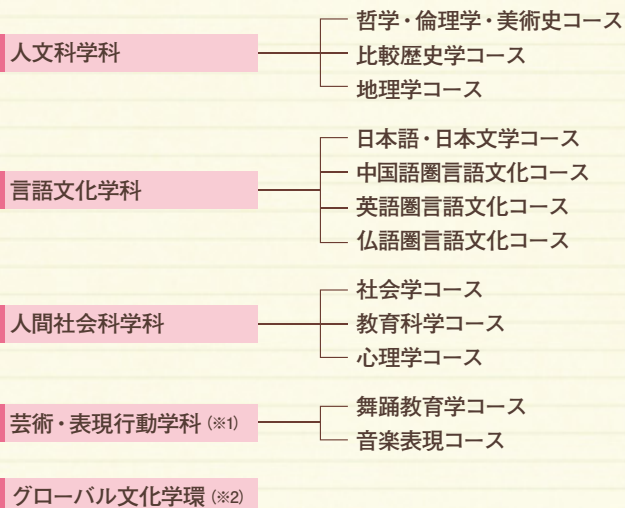 人文科学科
哲学・倫理学・美術史コース
比較歴史学コース
地理学コース
言語文化学科
日本語・日本文学コース
中国語圏言語文化コース
英語圏言語文化コース
仏語圏言語文化コース
人間社会科学科
社会学コース
教育科学コース
心理学コース
芸術・表現行動学科 (※1)
舞踊教育学コース
音楽表現コース
グローバル文化学環 (※2)